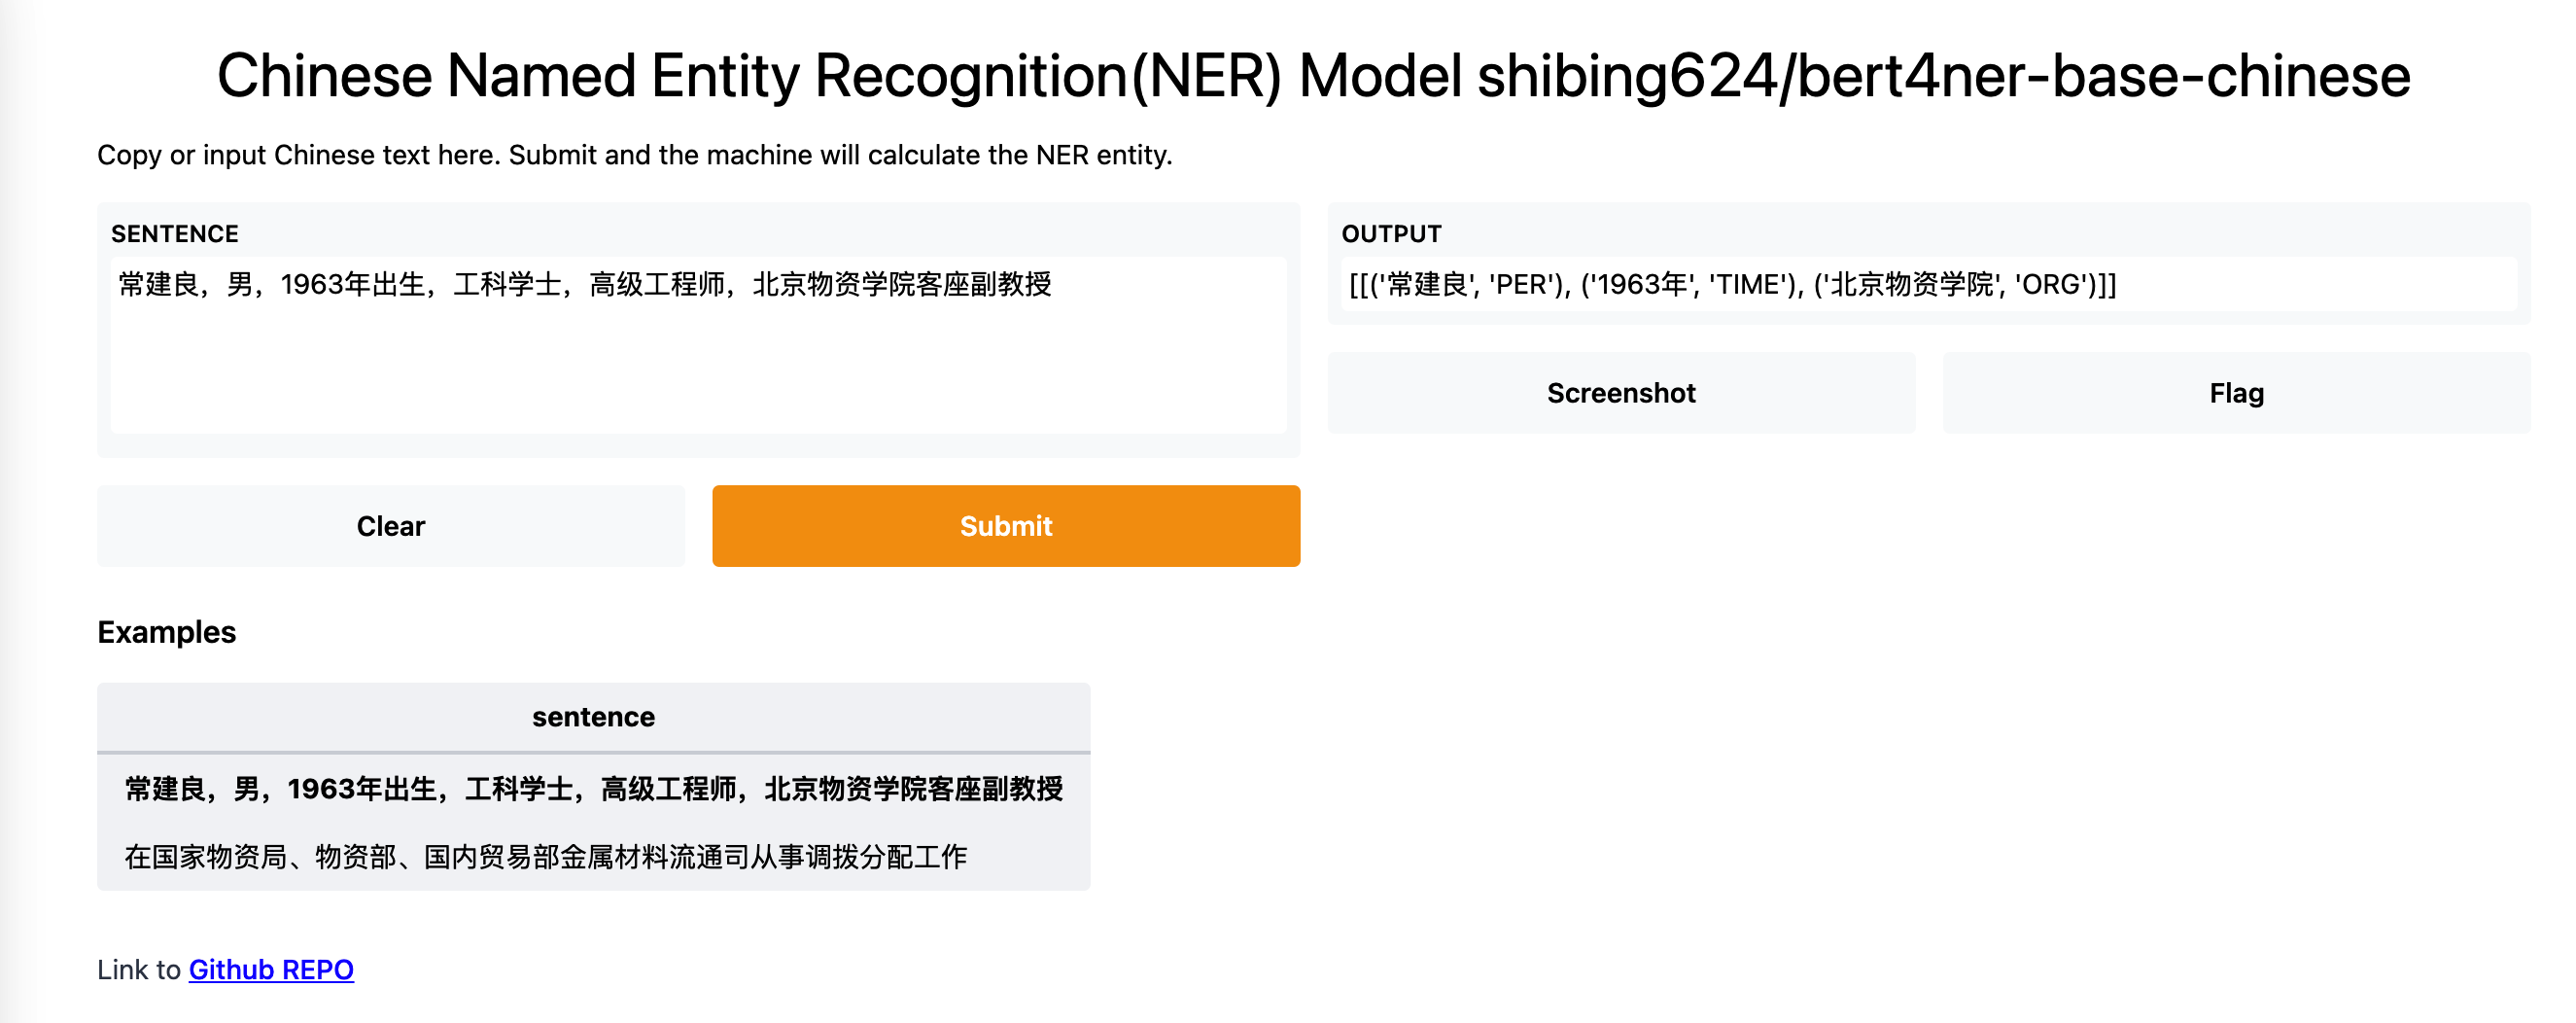 Chinese Named Entity Recognition(NER) Model shibing624/bert4ner-base-chinese
Copy or input Chinese text here. Submit and the machine will calculate the NER entity.
SENTENCE
常建良，男，1963年出生，工科学士，高级工程师，北京物资学院客座副教授
OUTPUT
[[('常建良', 'PER'), ('1963年', 'TIME'), ('北京物资学院', 'ORG')]]
Screenshot
Flag
Clear
Submit
Examples
sentence
常建良，男，1963年出生，工科学士，高级工程师，北京物资学院客座副教授
在国家物资局、物资部、国内贸易部金属材料流通司从事调拨分配工作
Link to Github REPO